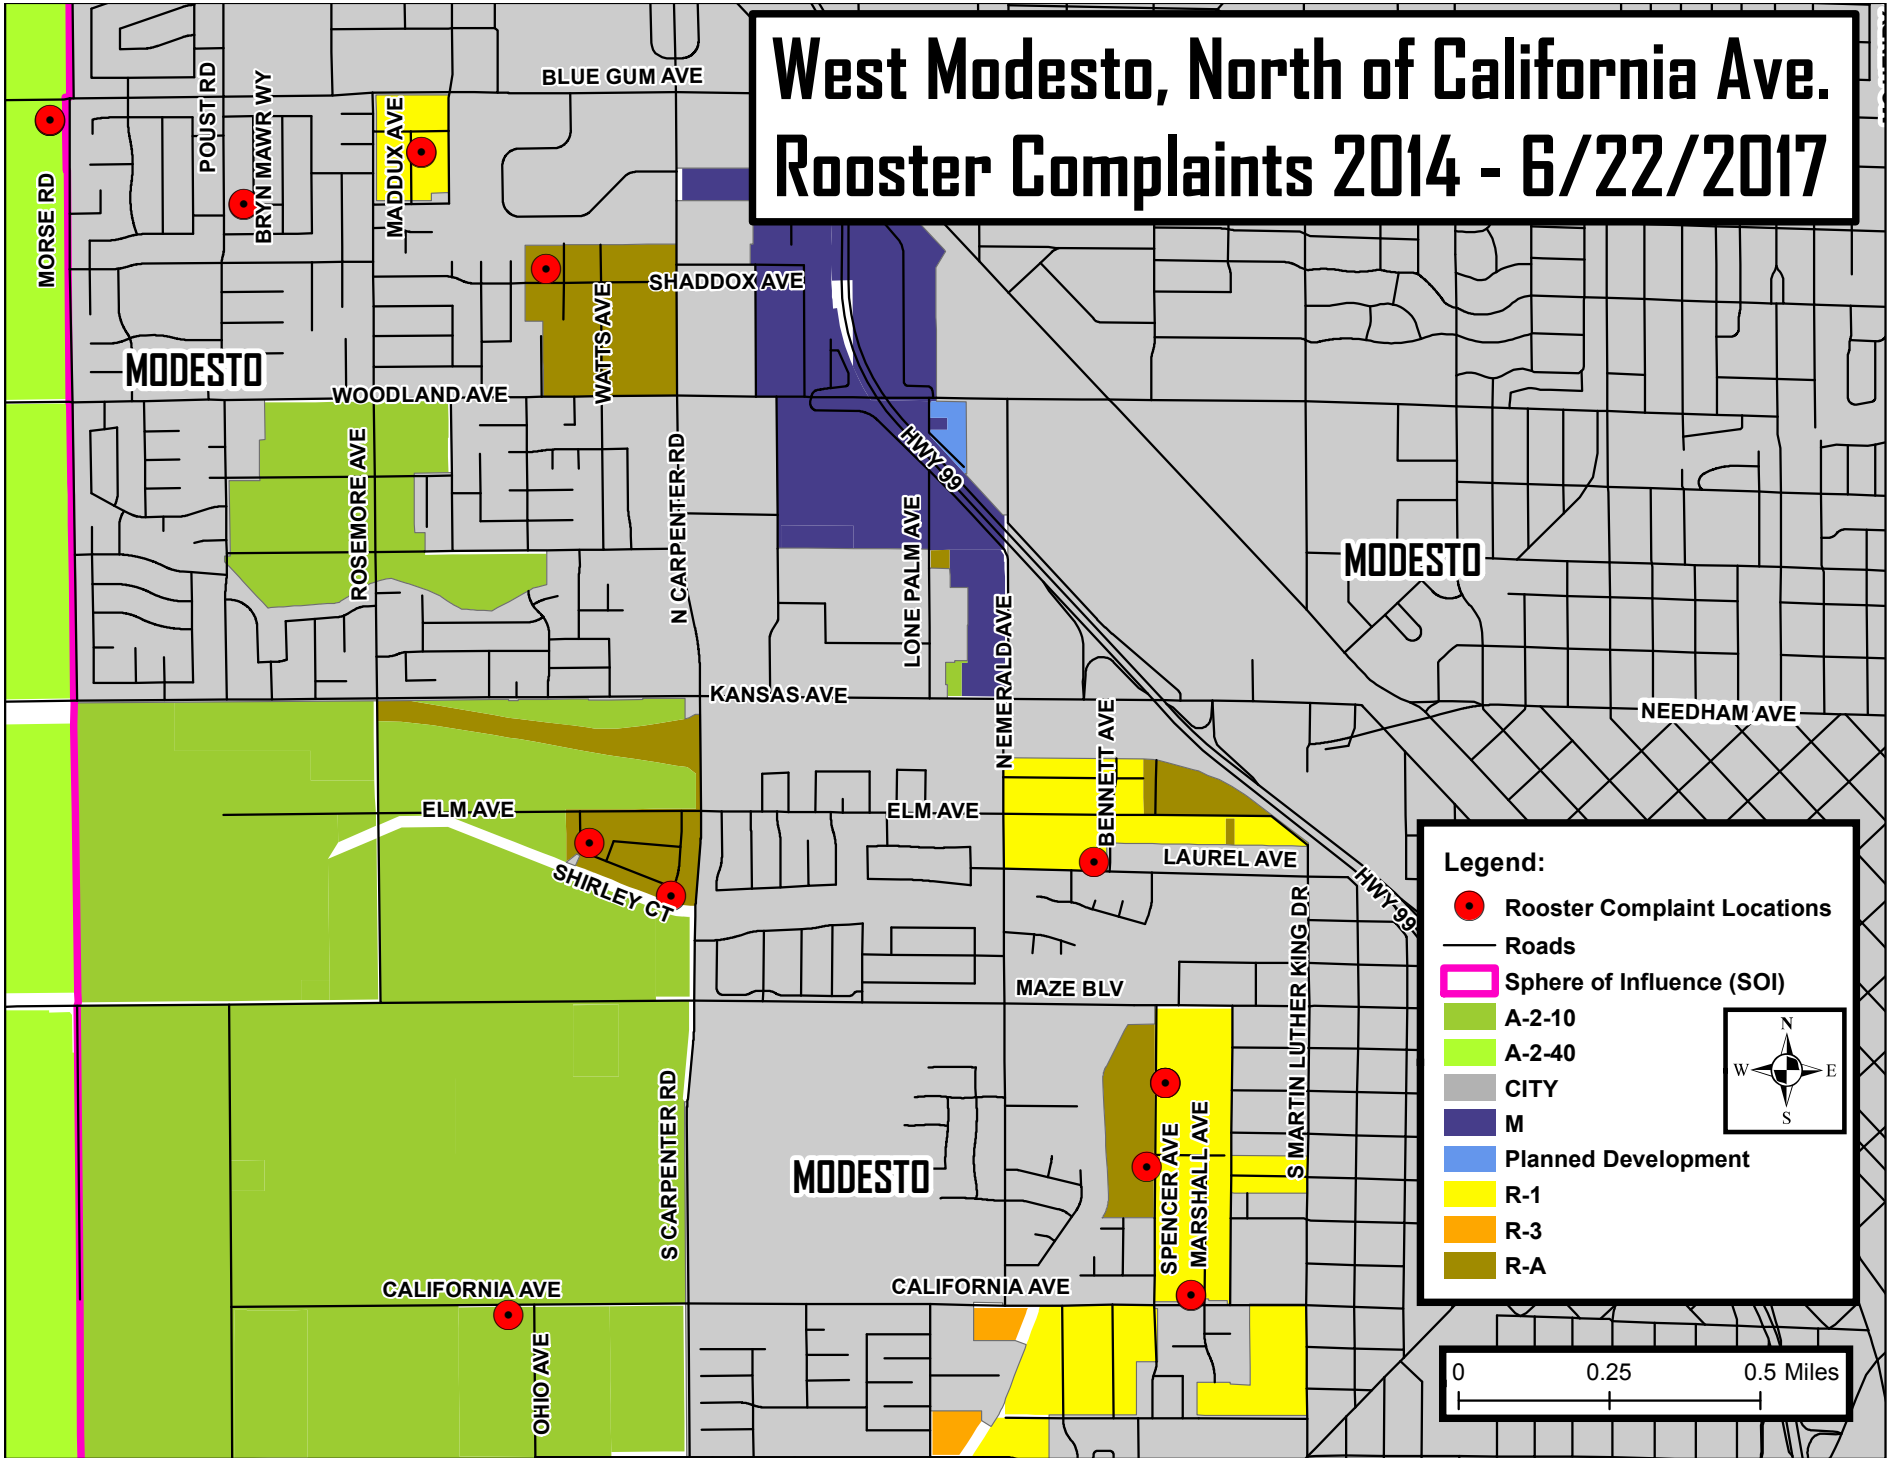 West Modesto, North of California Ave.
Rooster Complaints 2014 - 6/22/2017
BLUE GUM AVE
POUST RD
BRYN MAWR WY
MADDUX AVE
MORSE RD
SHADDOX AVE
WATTS AVE
MODESTO
WOODLAND AVE
ROSEMORE AVE
N CARPENTER RD
HWY 99
LONE PALM AVE
MODESTO
N EMERALD AVE
KANSAS AVE
NEEDHAM AVE
BENNETT AVE
ELM AVE
ELM AVE
LAUREL AVE
SHIRLEY CT
HWY 99
S MARTIN LUTHER KING DR
MAZE BLV
S CARPENTER RD
MODESTO
SPENCER AVE
MARSHALL AVE
CALIFORNIA AVE
CALIFORNIA AVE
OHIO AVE
Legend:
Rooster Complaint Locations
Roads
Sphere of Influence (SOI)
A-2-10
A-2-40
CITY
M
Planned Development
R-1
R-3
R-A
N
W E
S
0 0.25 0.5 Miles